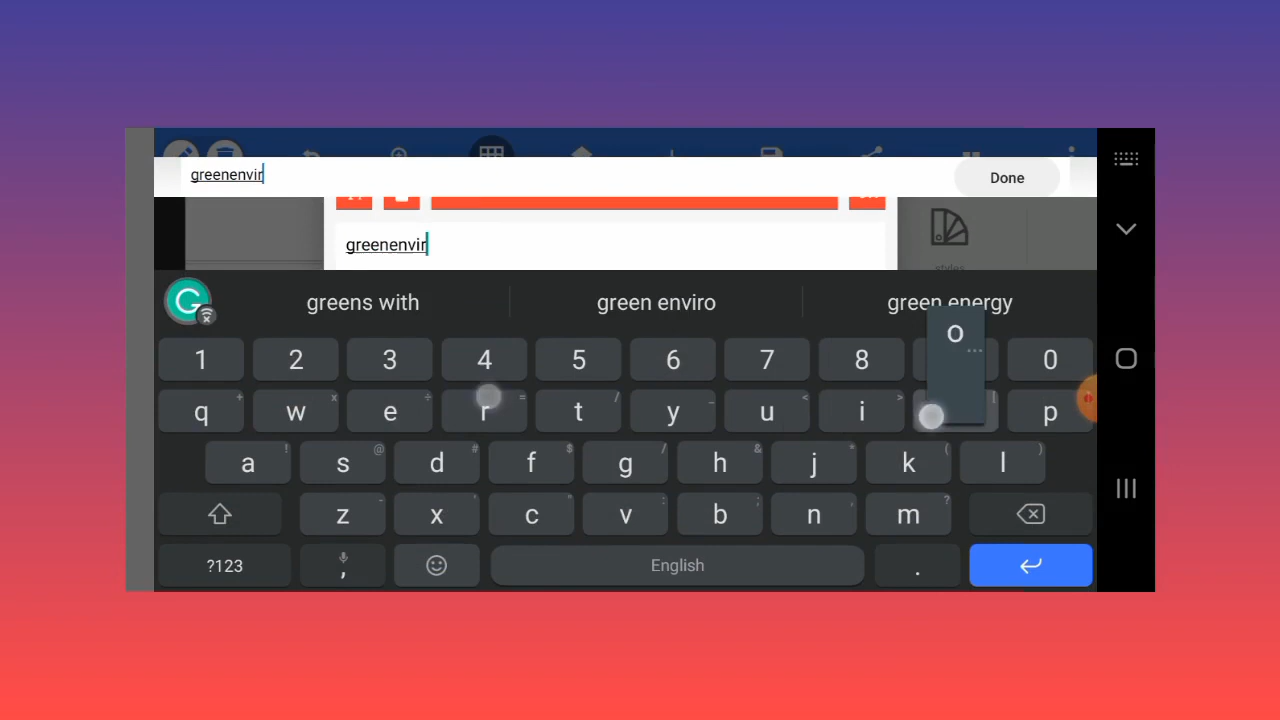 greenenvir
Done
greenenvir
styles
greens with
green enviro
green energy
o
...
1 2 3 4 5 6 7 8 0
q + w x e ÷ r = t / y _ u < i > | p
a ! s @ d # f $ g / h & j * k ( l )
z - x ' c " v : b ; n , m ?
?123 , English .